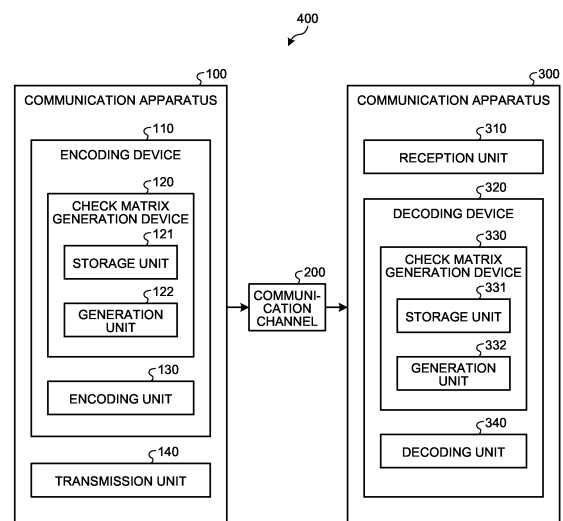 400
100
COMMUNICATION APPARATUS
110
ENCODING DEVICE
120
CHECK MATRIX
GENERATION DEVICE
121
STORAGE UNIT
122
GENERATION
UNIT
130
ENCODING UNIT
140
TRANSMISSION UNIT
200
COMMUNI-
CATION
CHANNEL
300
COMMUNICATION APPARATUS
310
RECEPTION UNIT
320
DECODING DEVICE
330
CHECK MATRIX
GENERATION DEVICE
331
STORAGE UNIT
332
GENERATION
UNIT
340
DECODING UNIT